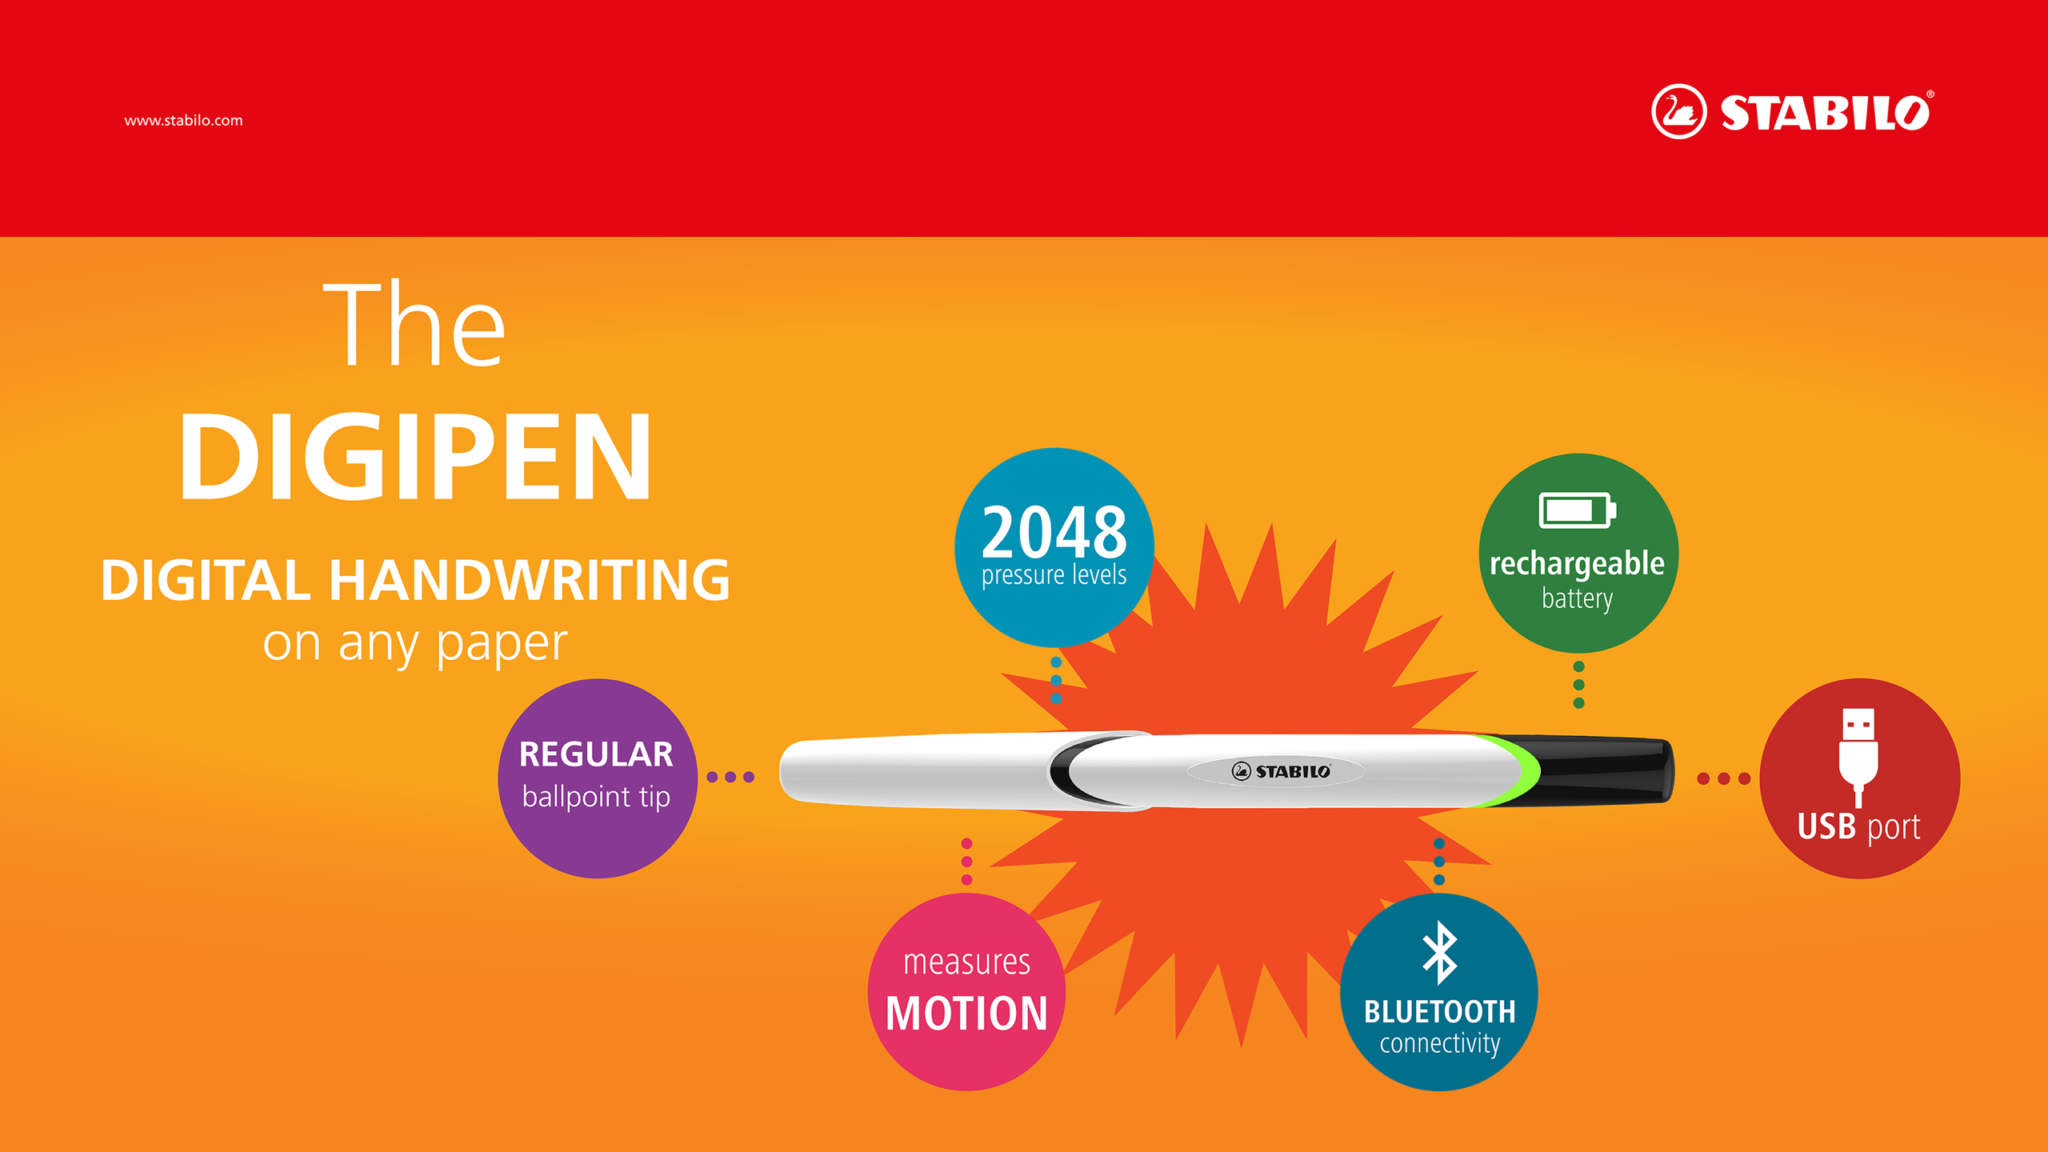 www.stabilo.com
STABILO®
The
DIGIPEN
DIGITAL HANDWRITING
on any paper
2048
pressure levels
rechargeable
battery
REGULAR
ballpoint tip
STABILO®
USB port
measures
MOTION
BLUETOOTH
connectivity